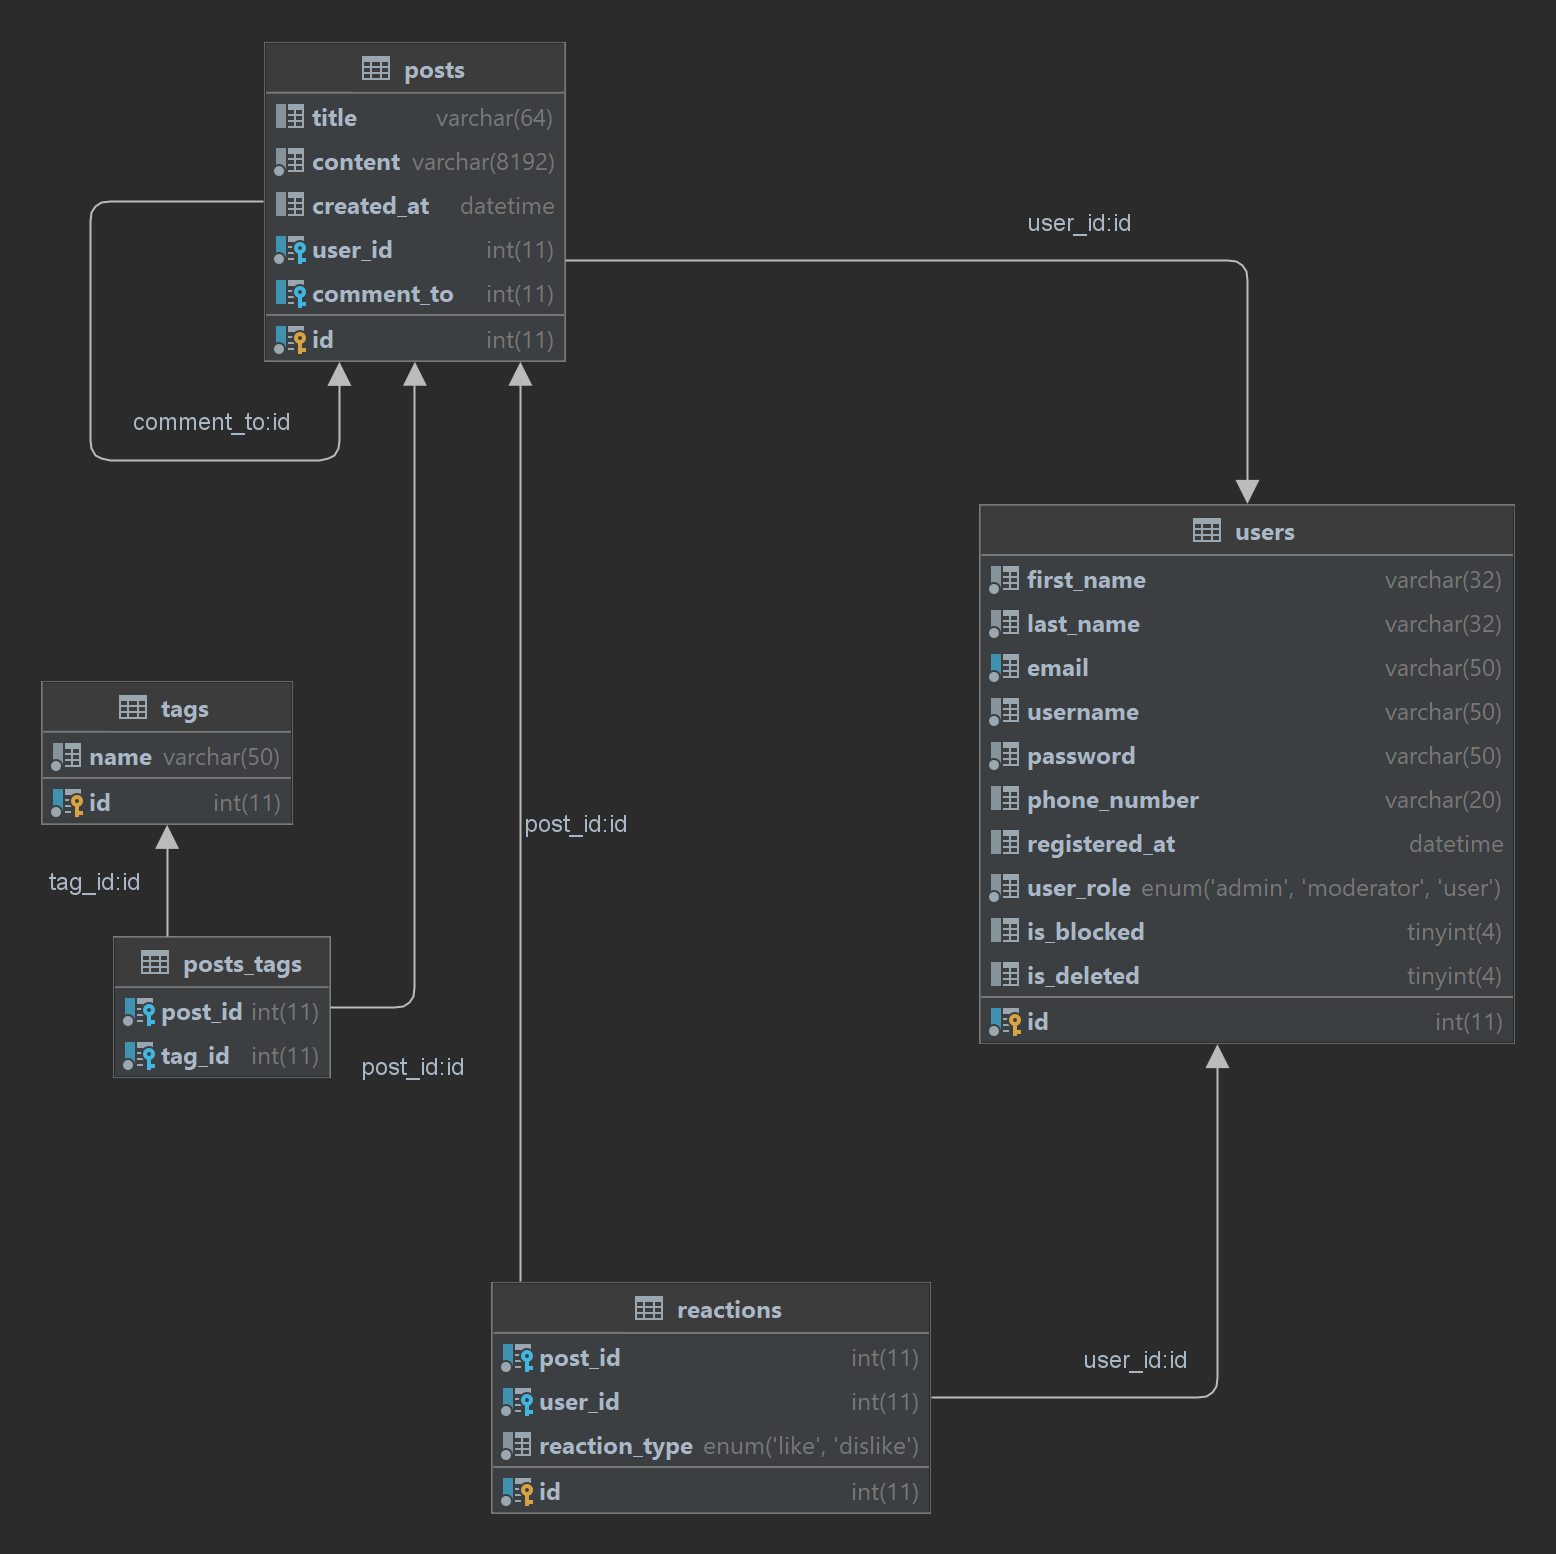 posts
title varchar(64)
content varchar(8192)
created_at datetime
user_id int(11)
comment_to int(11)
id int(11)
user_id:id
comment_to:id
users
first_name varchar(32)
last_name varchar(32)
email varchar(50)
username varchar(50)
password varchar(50)
phone_number varchar(20)
registered_at datetime
user_role enum('admin', 'moderator', 'user')
is_blocked tinyint(4)
is_deleted tinyint(4)
id int(11)
tags
name varchar(50)
id int(11)
post_id:id
tag_id:id
posts_tags
post_id int(11)
tag_id int(11)
post_id:id
reactions
post_id int(11)
user_id int(11)
reaction_type enum('like', 'dislike')
id int(11)
user_id:id